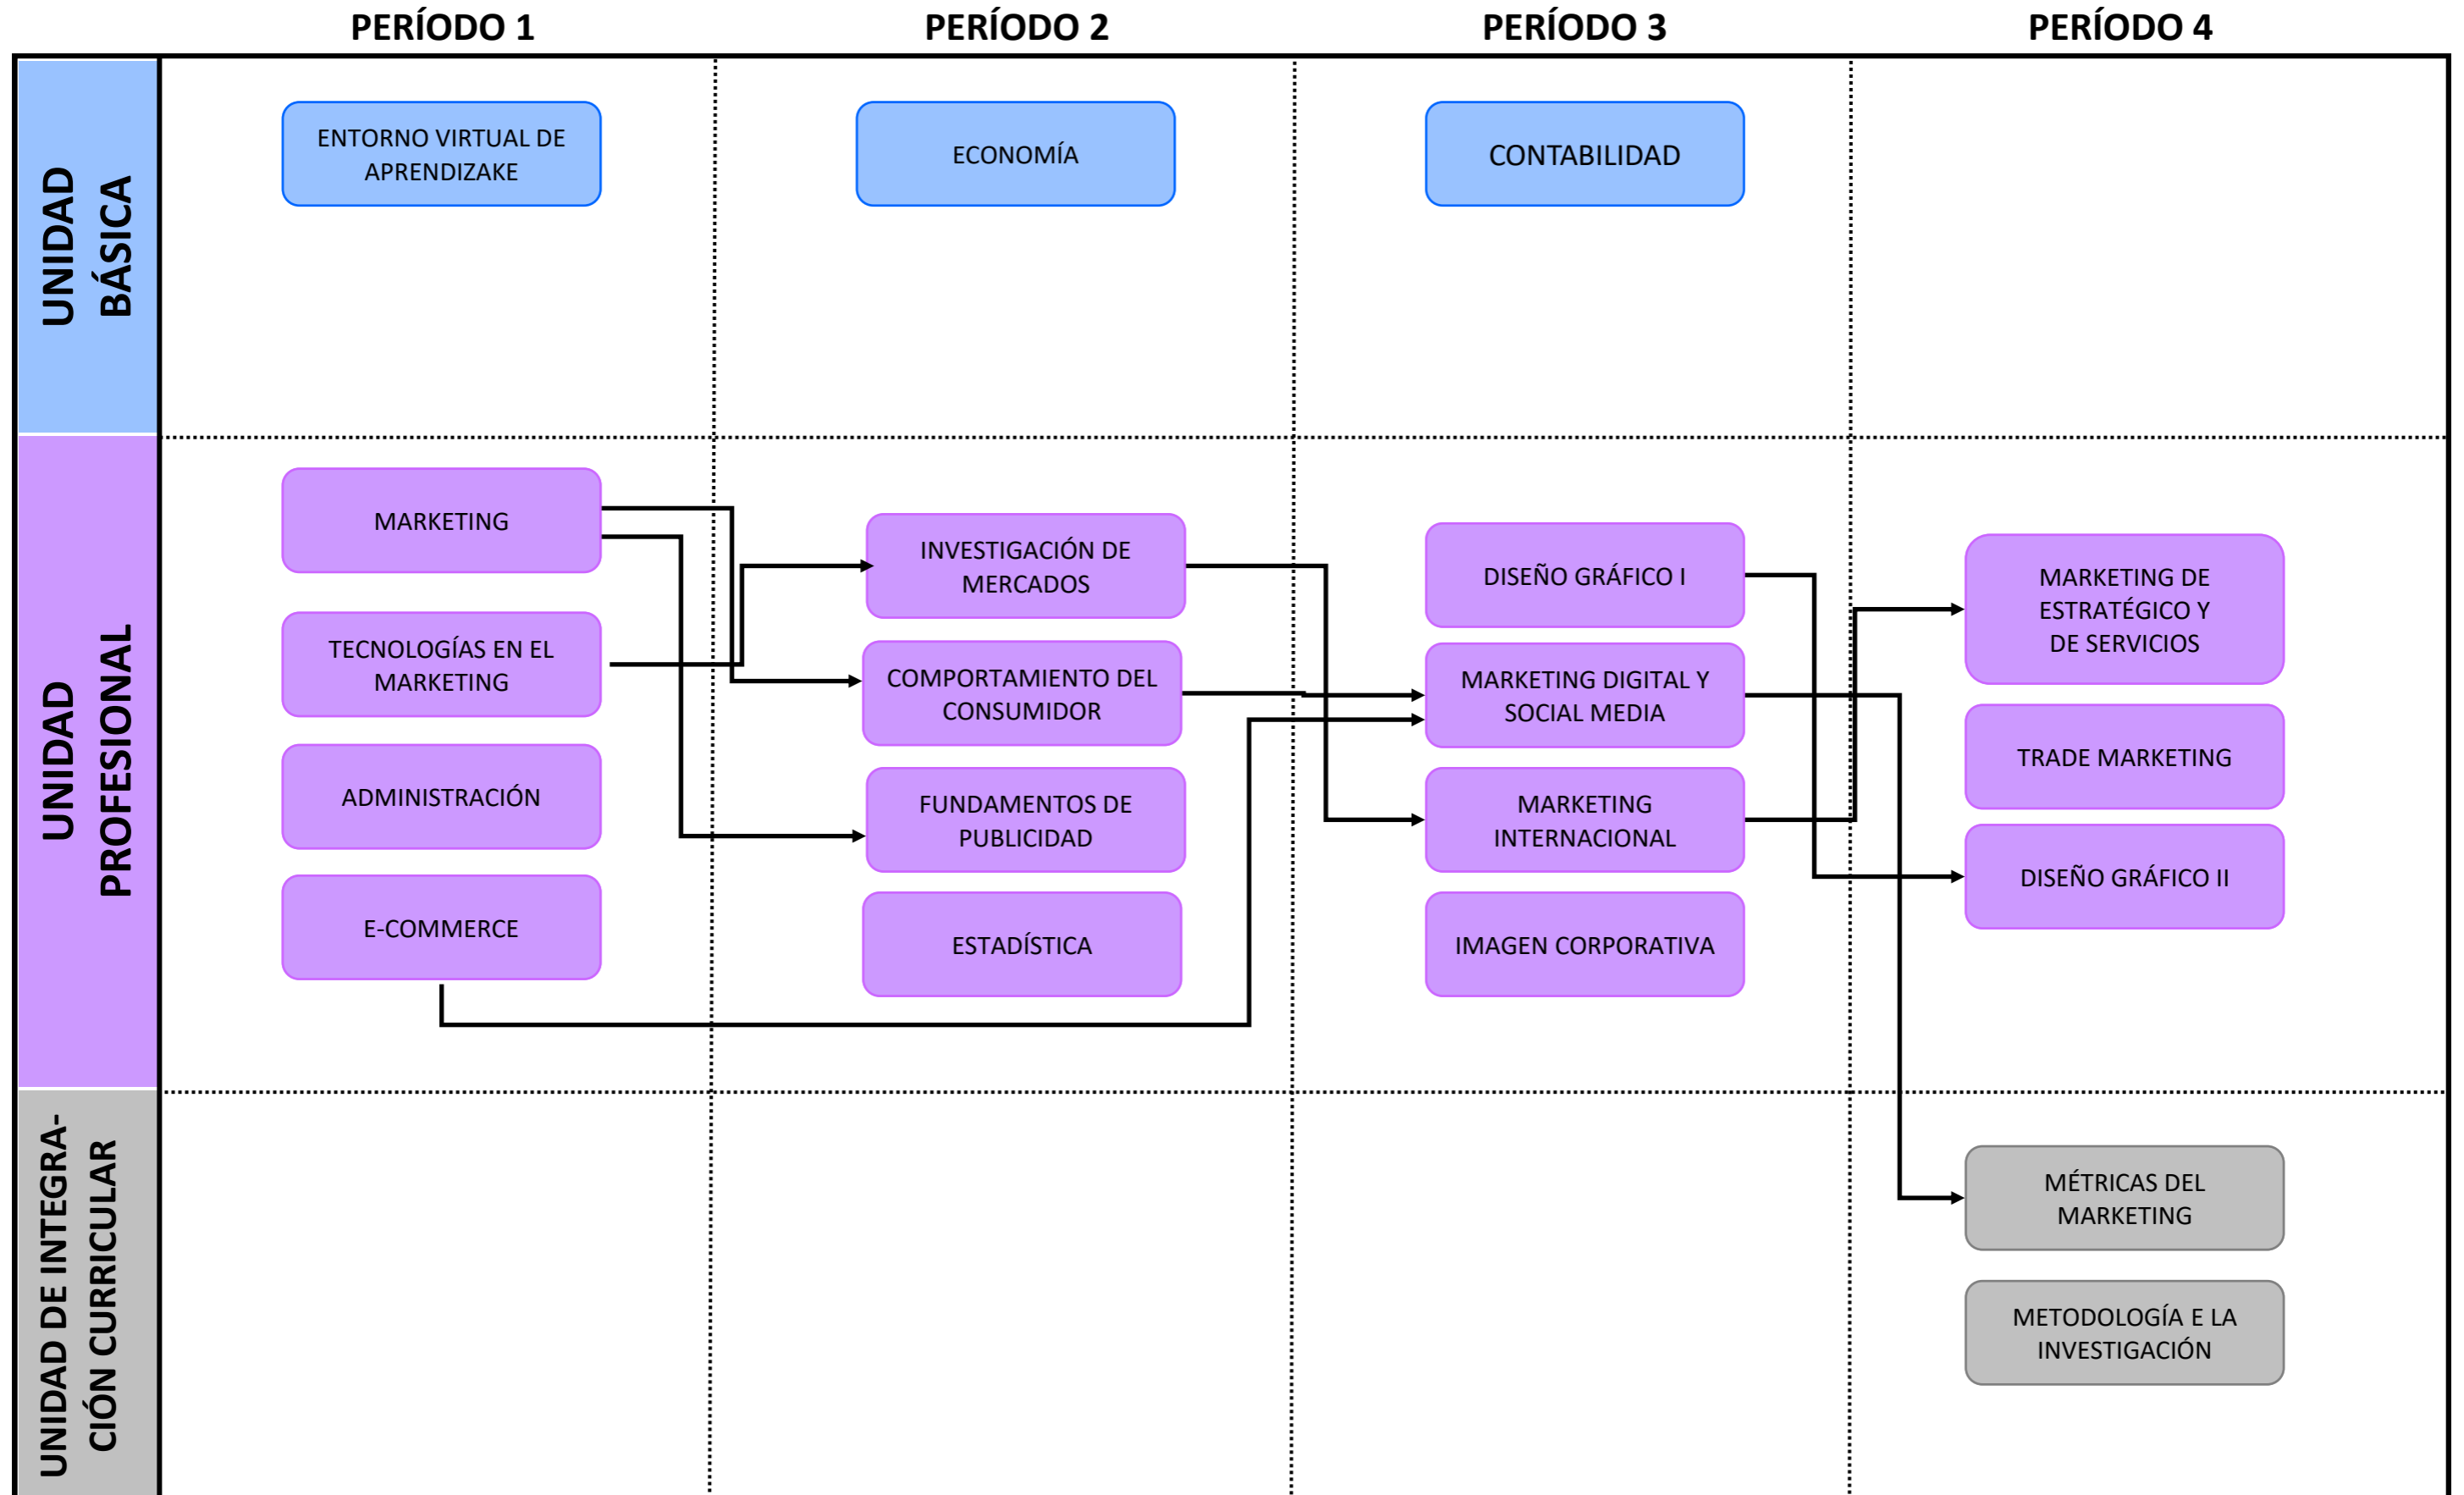 PERÍODO 1
PERÍODO 2
PERÍODO 3
PERÍODO 4
UNIDAD
BÁSICA
ENTORNO VIRTUAL DE
APRENDIZAKE
ECONOMÍA
CONTABILIDAD
UNIDAD
PROFESIONAL
MARKETING
TECNOLOGÍAS EN EL
MARKETING
ADMINISTRACIÓN
E-COMMERCE
INVESTIGACIÓN DE
MERCADOS
COMPORTAMIENTO DEL
CONSUMIDOR
FUNDAMENTOS DE
PUBLICIDAD
ESTADÍSTICA
DISEÑO GRÁFICO I
MARKETING DIGITAL Y
SOCIAL MEDIA
MARKETING
INTERNACIONAL
IMAGEN CORPORATIVA
MARKETING DE
ESTRATÉGICO Y
DE SERVICIOS
TRADE MARKETING
DISEÑO GRÁFICO II
UNIDAD DE INTEGRA-
CIÓN CURRICULAR
MÉTRICAS DEL
MARKETING
METODOLOGÍA E LA
INVESTIGACIÓN